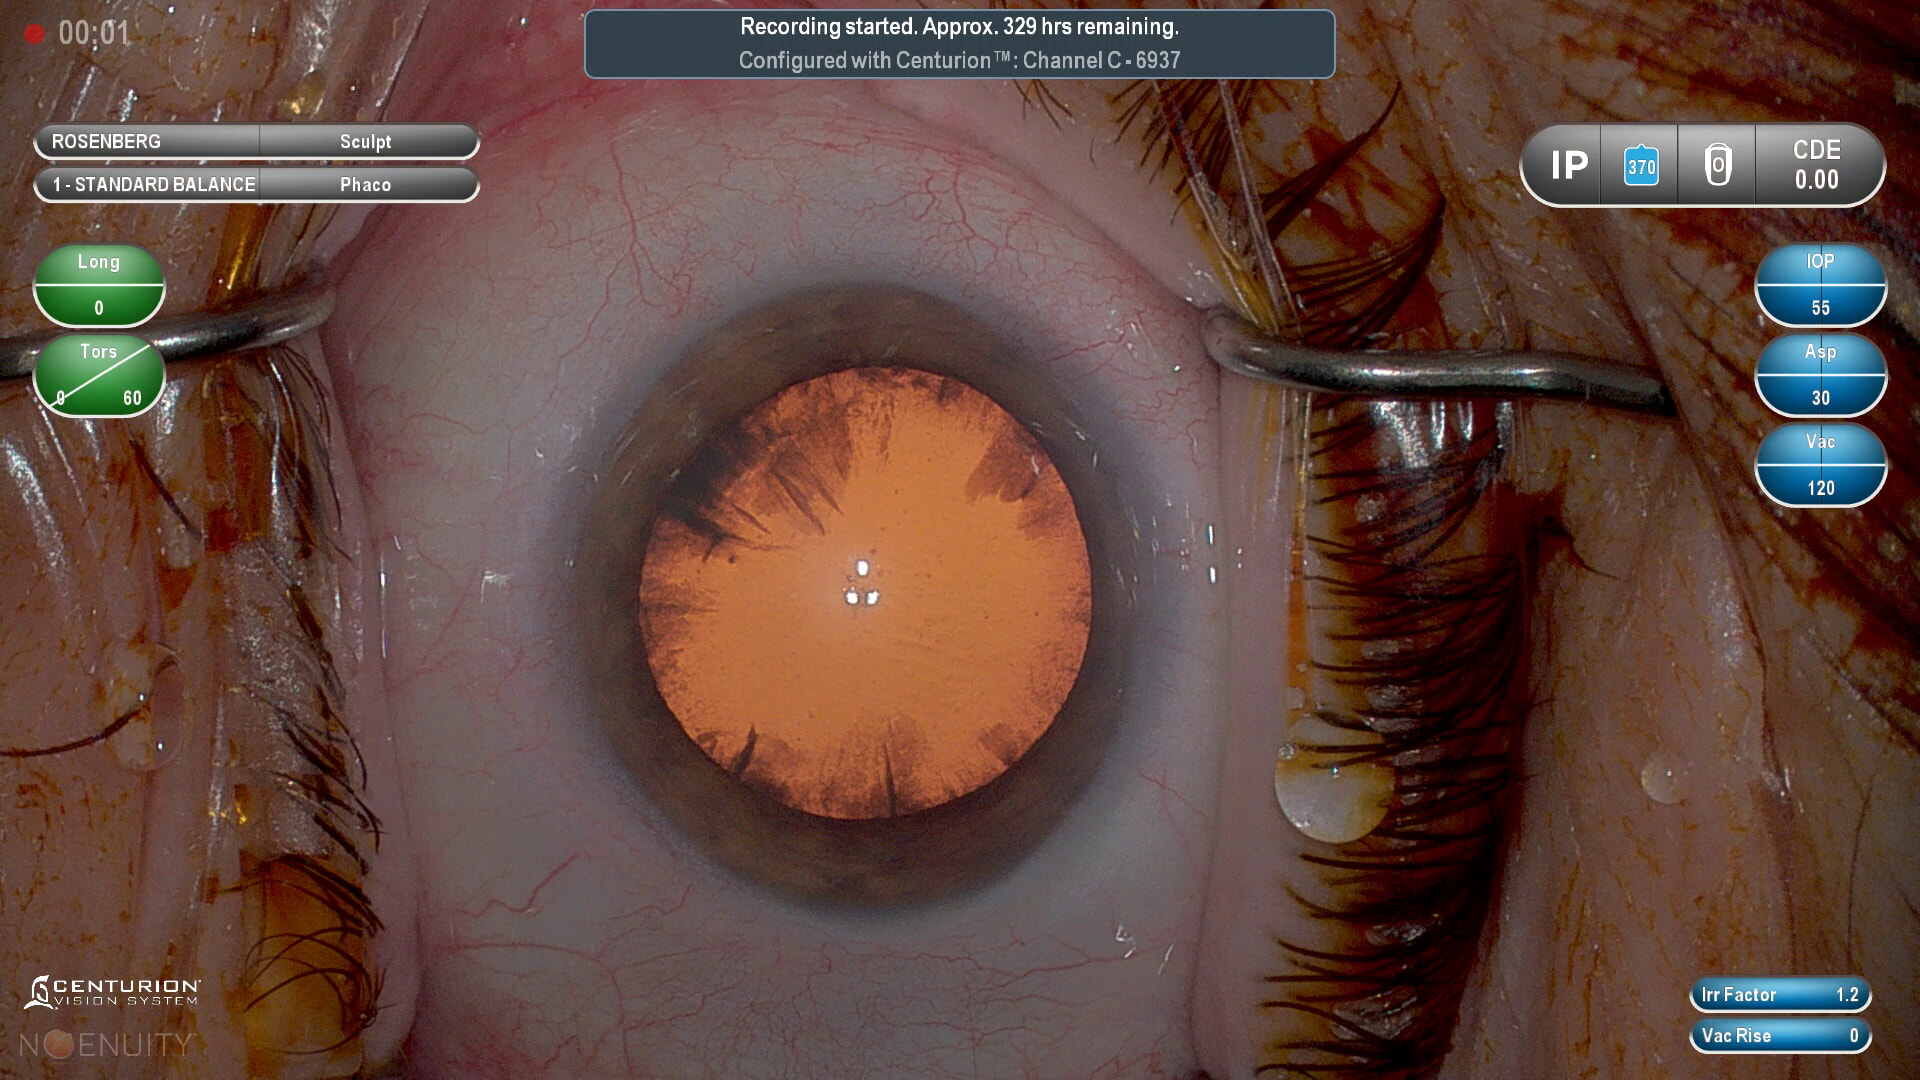 00:01
Recording started. Approx. 329 hrs remaining.
Configured with Centurion™: Channel C - 6937
ROSENBERG Sculpt
1 - STANDARD BALANCE Phaco
IP 370 0 CDE 0.00
Long
0
Tors
0 60
IOP
55
Asp
30
Vac
120
CENTURION
VISION SYSTEM
NGENUITY
Irr Factor 1.2
Vac Rise 0